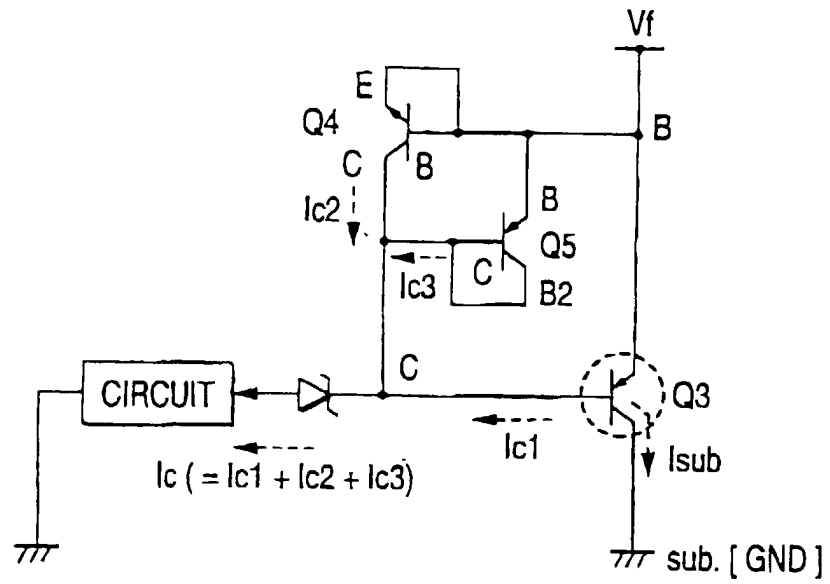 Vf
E
Q4
B
C
B
Ic2
B
Q5
C
Ic3
B2
C
CIRCUIT
Q3
Ic1
Isub
Ic ( = Ic1 + Ic2 + Ic3)
sub. [ GND ]